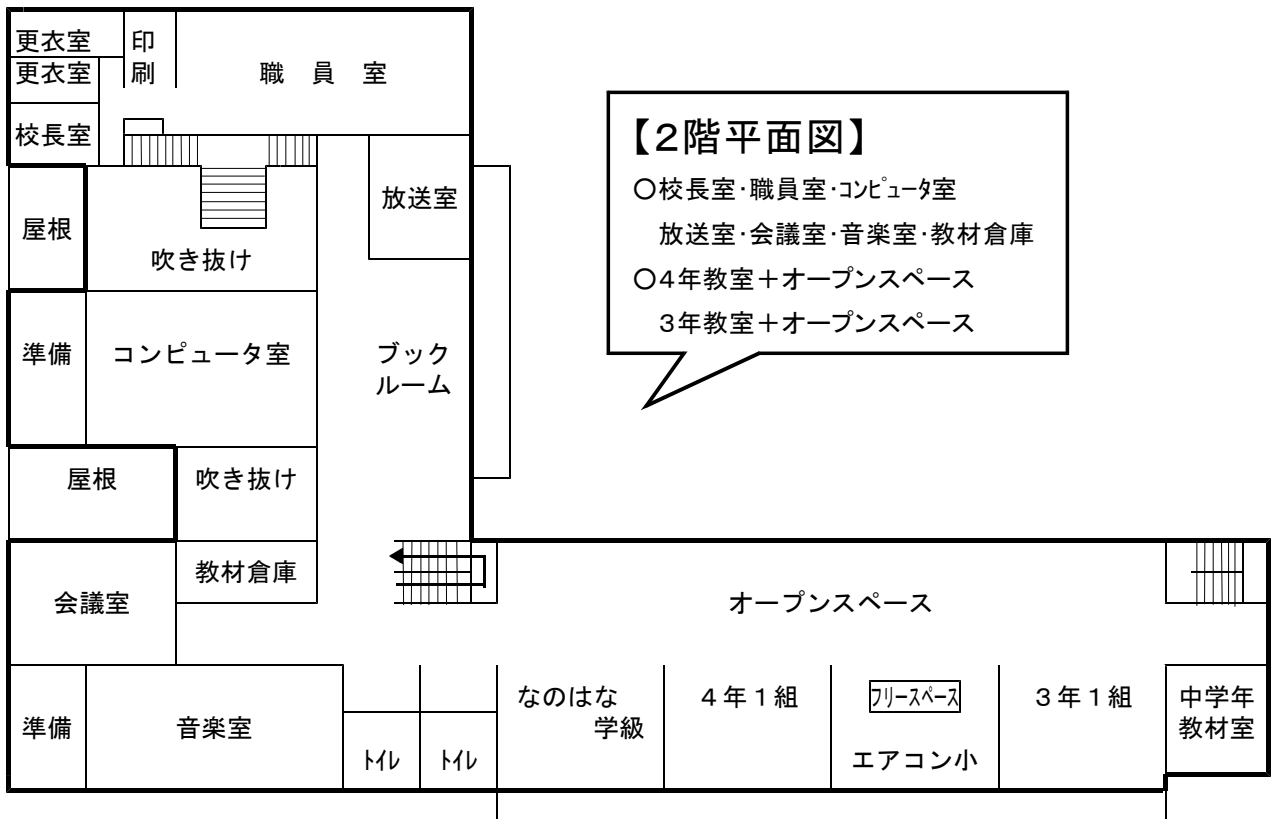 更衣室
印
刷
更衣室
職 員 室
校長室
放送室
屋根
吹き抜け
準備
コンピュータ室
ブック
ルーム
屋根
吹き抜け
教材倉庫
会議室
準備
音楽室
トイレ
トイレ
オープンスペース
なのはな
学級
4年1組
フリースペース
エアコン小
3年1組
中学年
教材室
【2階平面図】
○校長室・職員室・コンピュータ室
放送室・会議室・音楽室・教材倉庫
○4年教室+オープンスペース
3年教室+オープンスペース